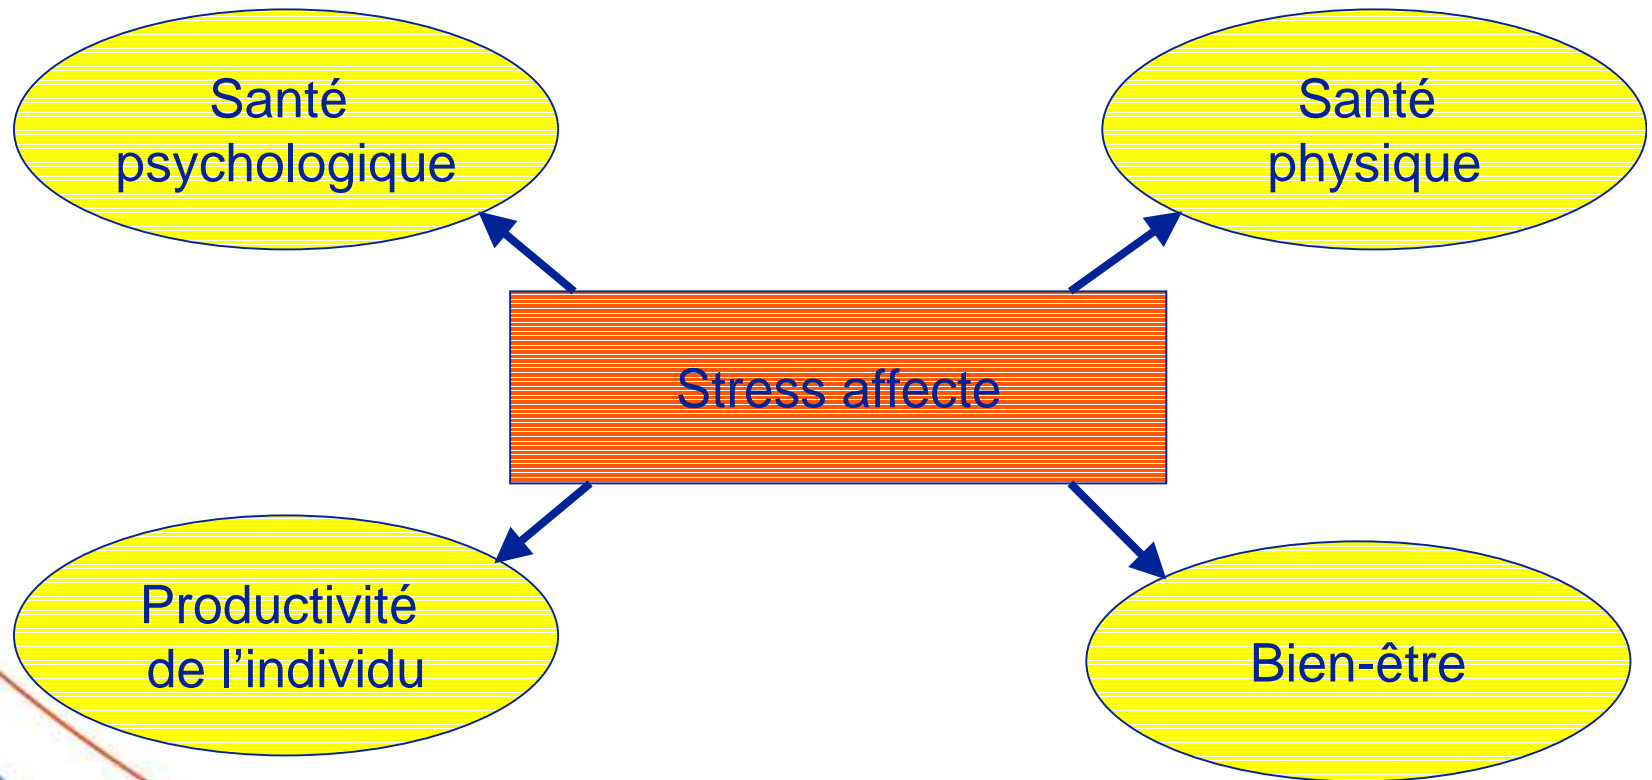 Santé
psychologique
Santé
physique
Stress affecte
Productivité
de l’individu
Bien-être